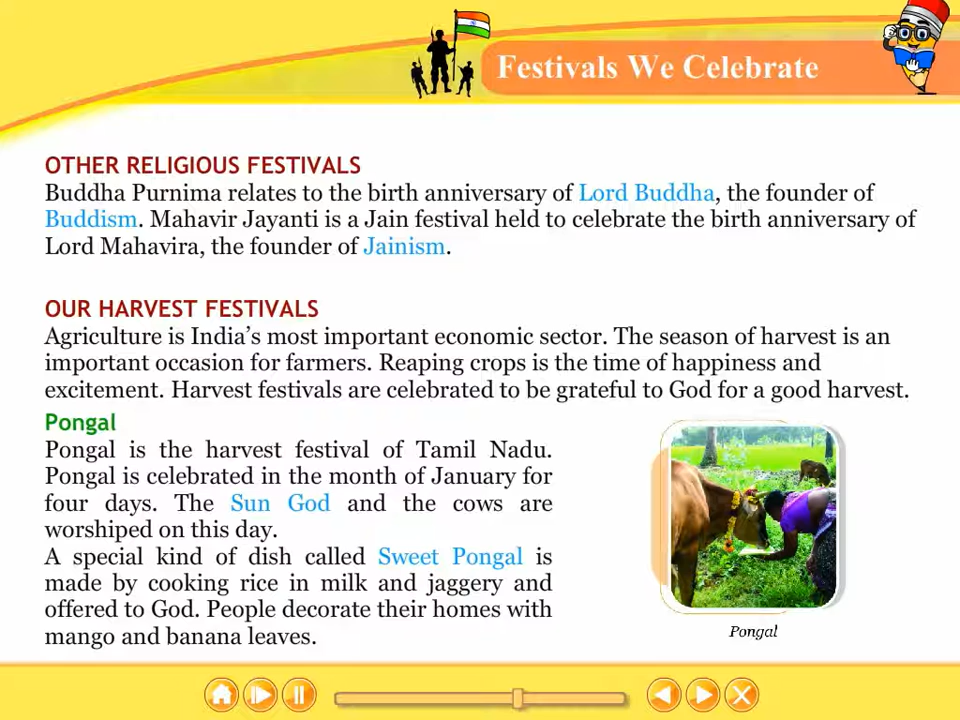 Festivals We Celebrate
OTHER RELIGIOUS FESTIVALS
Buddha Purnima relates to the birth anniversary of Lord Buddha, the founder of
Buddism. Mahavir Jayanti is a Jain festival held to celebrate the birth anniversary of
Lord Mahavira, the founder of Jainism.
OUR HARVEST FESTIVALS
Agriculture is India's most important economic sector. The season of harvest is an
important occasion for farmers. Reaping crops is the time of happiness and
excitement. Harvest festivals are celebrated to be grateful to God for a good harvest.
Pongal
Pongal is the harvest festival of Tamil Nadu.
Pongal is celebrated in the month of January for
four days. The Sun God and the cows are
worshiped on this day.
A special kind of dish called Sweet Pongal is
made by cooking rice in milk and jaggery and
offered to God. People decorate their homes with
mango and banana leaves.
Pongal